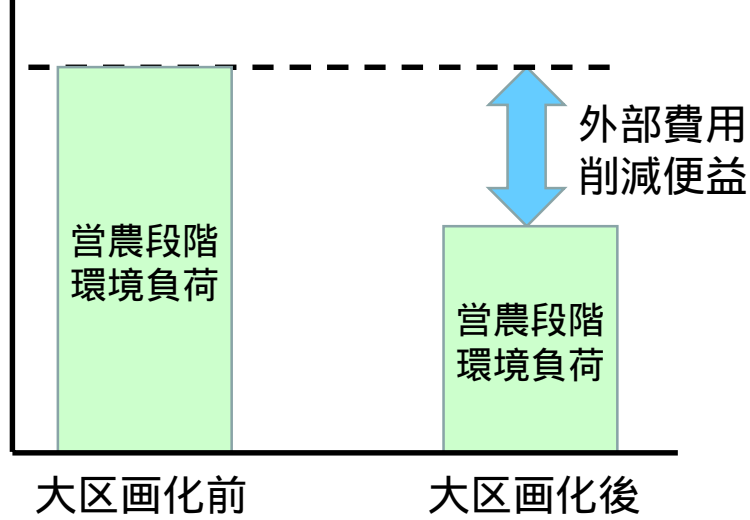 外部費用
削減便益
営農段階
環境負荷
営農段階
環境負荷
大区画化前
大区画化後